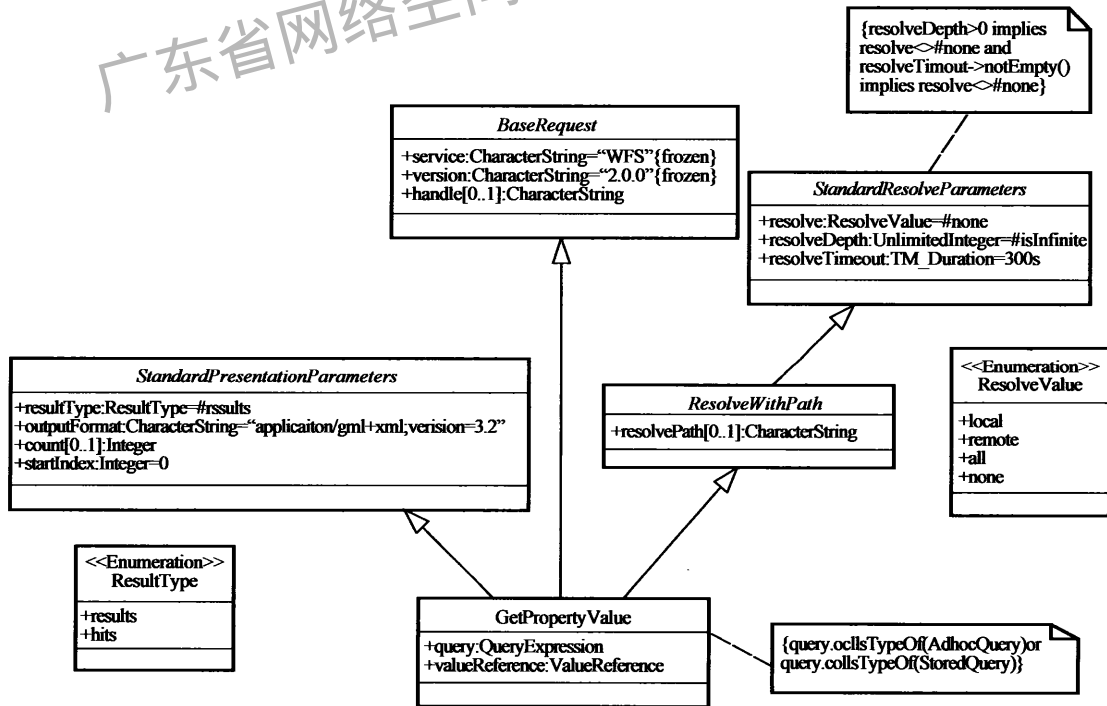 广东省网络空间
{resolveDepth>0 implies
resolve<>#none and
resolveTimout->notEmpty()
implies resolve<>#none}
BaseRequest
+service:CharacterString="WFS"{frozen}
+version:CharacterString="2.0.0"{frozen}
+handle[0..1]:CharacterString
StandardResolveParameters
+resolve:ResolveValue=#none
+resolveDepth:UnlimitedInteger=#isInfinite
+resolveTimeout:TM_Duration=300s
StandardPresentationParameters
+resultType:ResultType=#rssults
+outputFormat:CharacterString="applicaiton/gml+xml;verision=3.2"
+count[0..1]:Integer
+startIndex:Integer=0
ResolveWithPath
+resolvePath[0..1]:CharacterString
<<Enumeration>>
ResolveValue
+local
+remote
+all
+none
<<Enumeration>>
ResultType
+results
+hits
GetPropertyValue
+query:QueryExpression
+valueReference:ValueReference
{query.ocllsTypeOf(AdhocQuery)or
query.collsTypeOf(StoredQuery)}